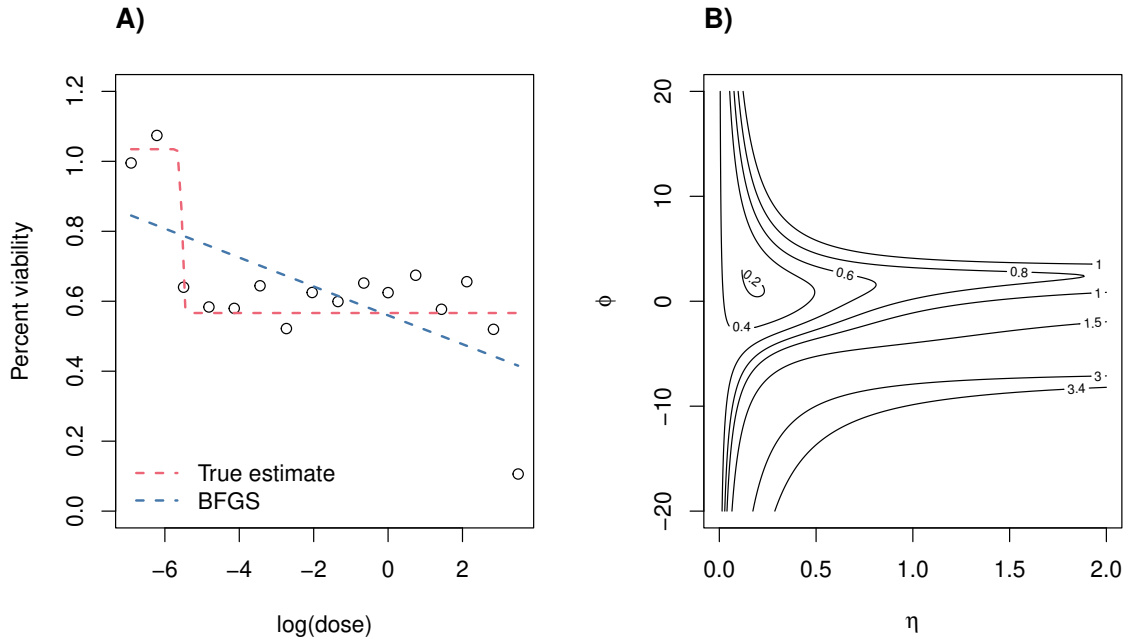 A)
Percent viability
1.2
1.0
0.8
0.6
0.4
0.2
0.0
True estimate
BFGS
−6 −4 −2 0 2
log(dose)
B)
ϕ
20
10
0
−10
−20
0.2
0.4
0.6
0.8
1
1
1.5
3
3.4
0.0 0.5 1.0 1.5 2.0
η